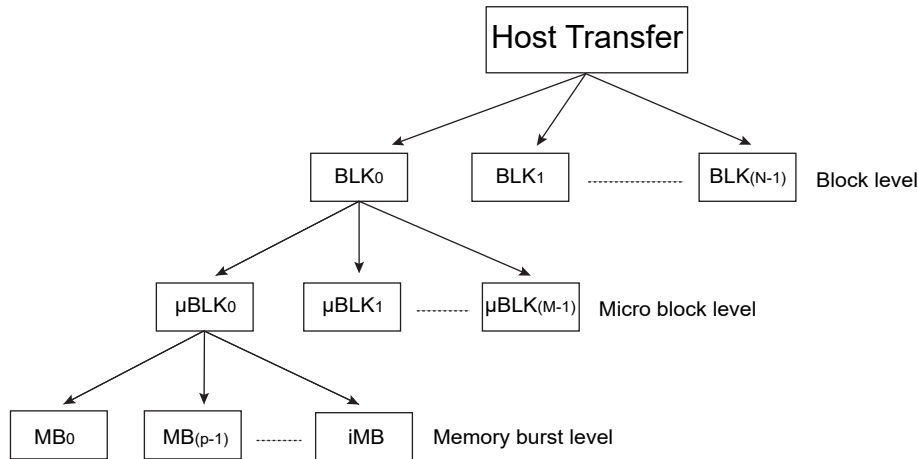 Host Transfer
BLK0 BLK1 BLK(N-1) Block level
µBLK0 µBLK1 µBLK(M-1) Micro block level
MB0 MB(p-1) iMB Memory burst level